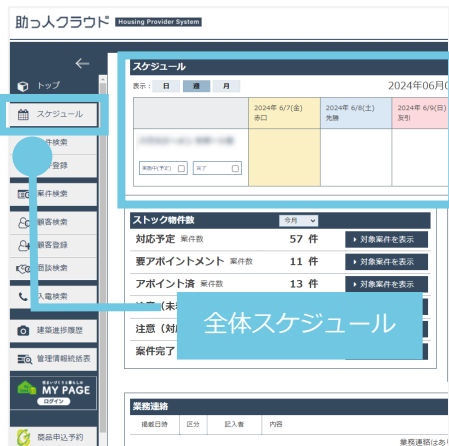 助っ人クラウド Housing Provider System
トップ
スケジュール
件検索
登録
案件検索
顧客検索
顧客登録
商談検索
入電検索
建築進捗履歴
管理情報統括表
MY PAGE
ログイン
商品申込予約
スケジュール
表示： 日 週 月
2024年06月0
2024年 6/7(金)
赤口
2024年 6/8(土)
先勝
2024年 6/9(日)
友引
実施中(予定) 完了
ストック物件数 今月
対応予定 案件数 57 件 対象案件を表示
要アポイントメント 案件数 11 件 対象案件を表示
アポイント済 案件数 13 件 対象案件を表示
注意（対
案件完了
全体スケジュール
業務連絡
掲載日時 区分 記入者 内容
業務連絡はあり